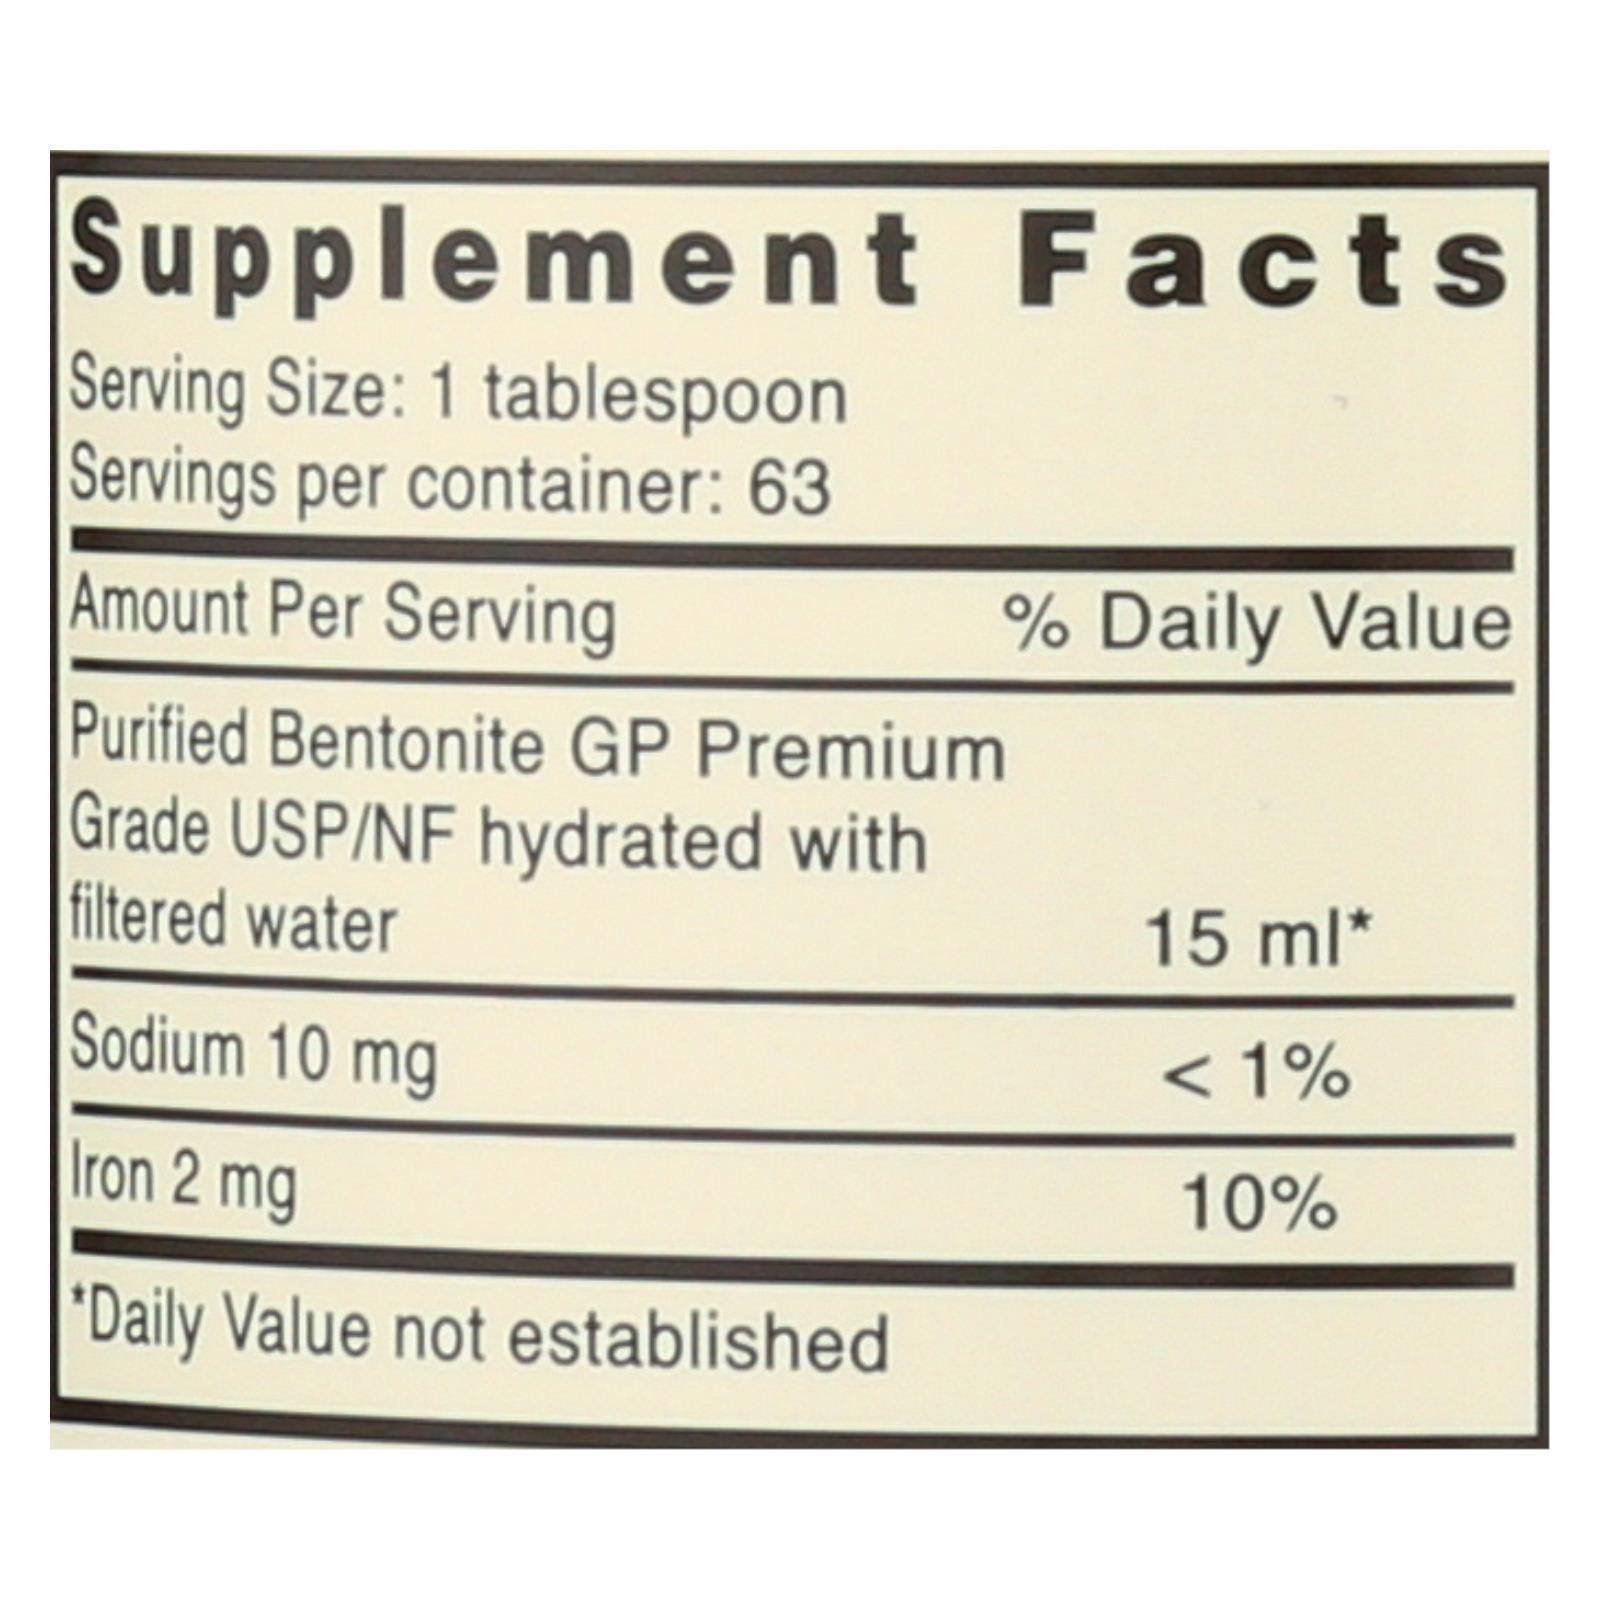 Supplement Facts
Serving Size: 1 tablespoon
Servings per container: 63
Amount Per Serving % Daily Value
Purified Bentonite GP Premium
Grade USP/NF hydrated with
filtered water 15 ml*
Sodium 10 mg < 1%
Iron 2 mg 10%
*Daily Value not established